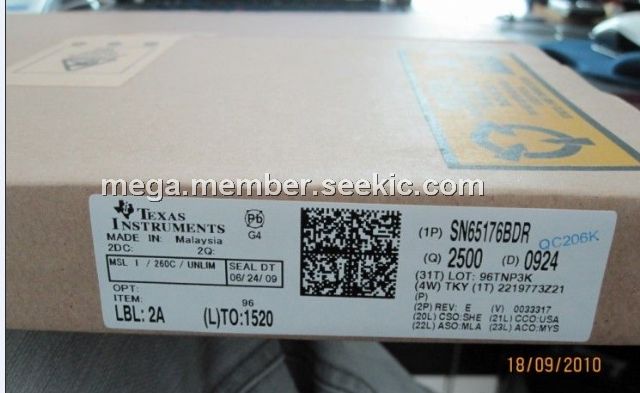 mega.member.seekic.com
TEXAS INSTRUMENTS
MADE IN: Malaysia
2DC: 2Q:
Pb
G4
MSL 1 / 260C / UNLIM
SEAL DT
06/24/09
OPT:
ITEM: 96
LBL: 2A (L)TO:1520
(1P) SN65176BDR
QC206K
(Q) 2500 (D) 0924
(31T) LOT: 96TNP3K
(4W) TKY (1T) 2219773Z21
(P)
(2P) REV: E (V) 0033317
(20L) CSO:SHE (21L) CCO:USA
(22L) ASO:MLA (23L) ACO:MYS
18/09/2010